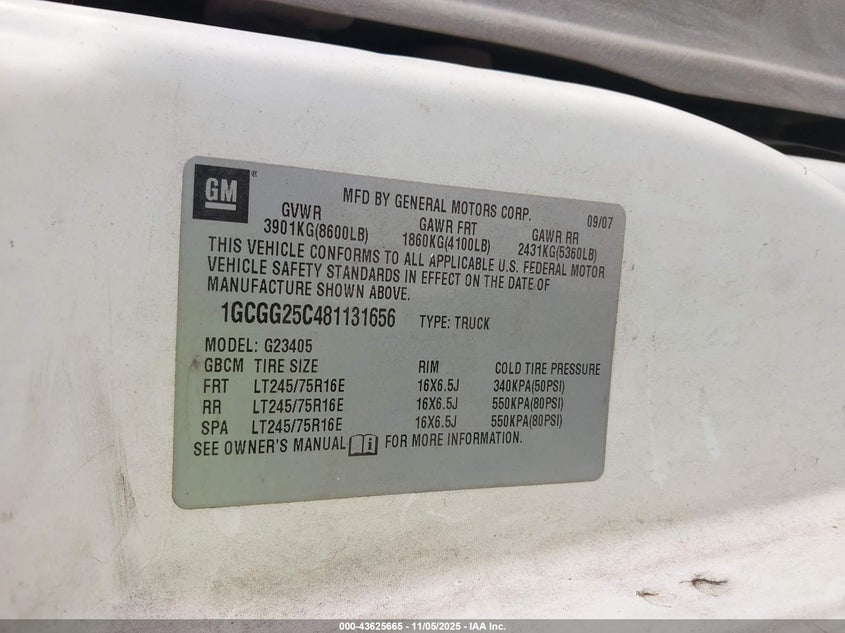 GM ®
MFD BY GENERAL MOTORS CORP. 09/07
GVWR GAWR FRT GAWR RR
3901KG(8600LB) 1860KG(4100LB) 2431KG(5360LB)
THIS VEHICLE CONFORMS TO ALL APPLICABLE U.S. FEDERAL MOTOR
VEHICLE SAFETY STANDARDS IN EFFECT ON THE DATE OF
MANUFACTURE SHOWN ABOVE.
1GCGG25C481131656 TYPE: TRUCK
MODEL: G23405
GBCM TIRE SIZE RIM COLD TIRE PRESSURE
FRT LT245/75R16E 16X6.5J 340KPA(50PSI)
RR LT245/75R16E 16X6.5J 550KPA(80PSI)
SPA LT245/75R16E 16X6.5J 550KPA(80PSI)
SEE OWNER'S MANUAL FOR MORE INFORMATION.
000-43625665 - 11/05/2025 - IAA Inc.